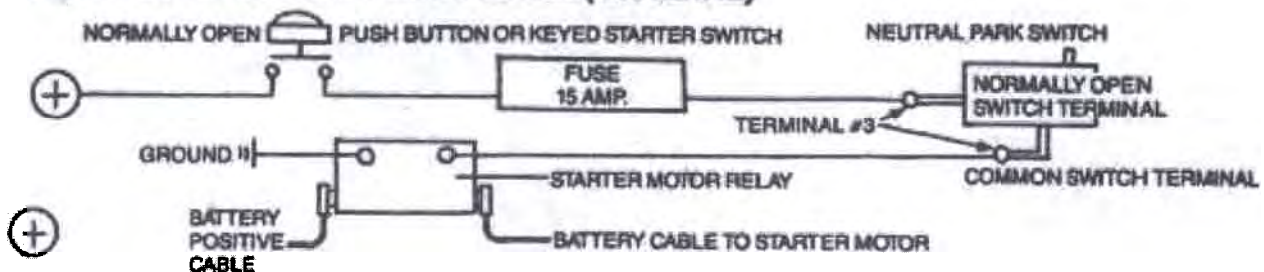 NORMALLY OPEN
PUSH BUTTON OR KEYED STARTER SWITCH
NEUTRAL PARK SWITCH
FUSE
15 AMP.
NORMALLY OPEN
SWITCH TERMINAL
TERMINAL #3
GROUND
STARTER MOTOR RELAY
COMMON SWITCH TERMINAL
BATTERY
POSITIVE
CABLE
BATTERY CABLE TO STARTER MOTOR